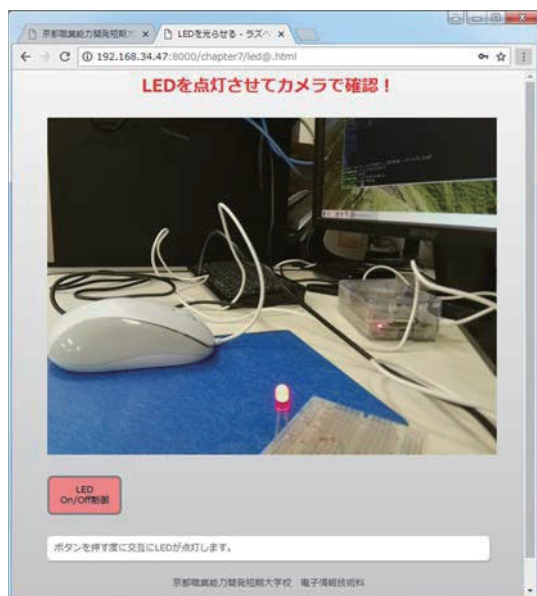 京都職業能力開発短期大
LEDを光らせる - ラズベ
192.168.34.47:8000/chapter7/led@.html
LEDを点灯させてカメラで確認！
LED
On/Off制御
ボタンを押す度に交互にLEDが点灯します。
京都職業能力開発短期大学校 電子情報技術科